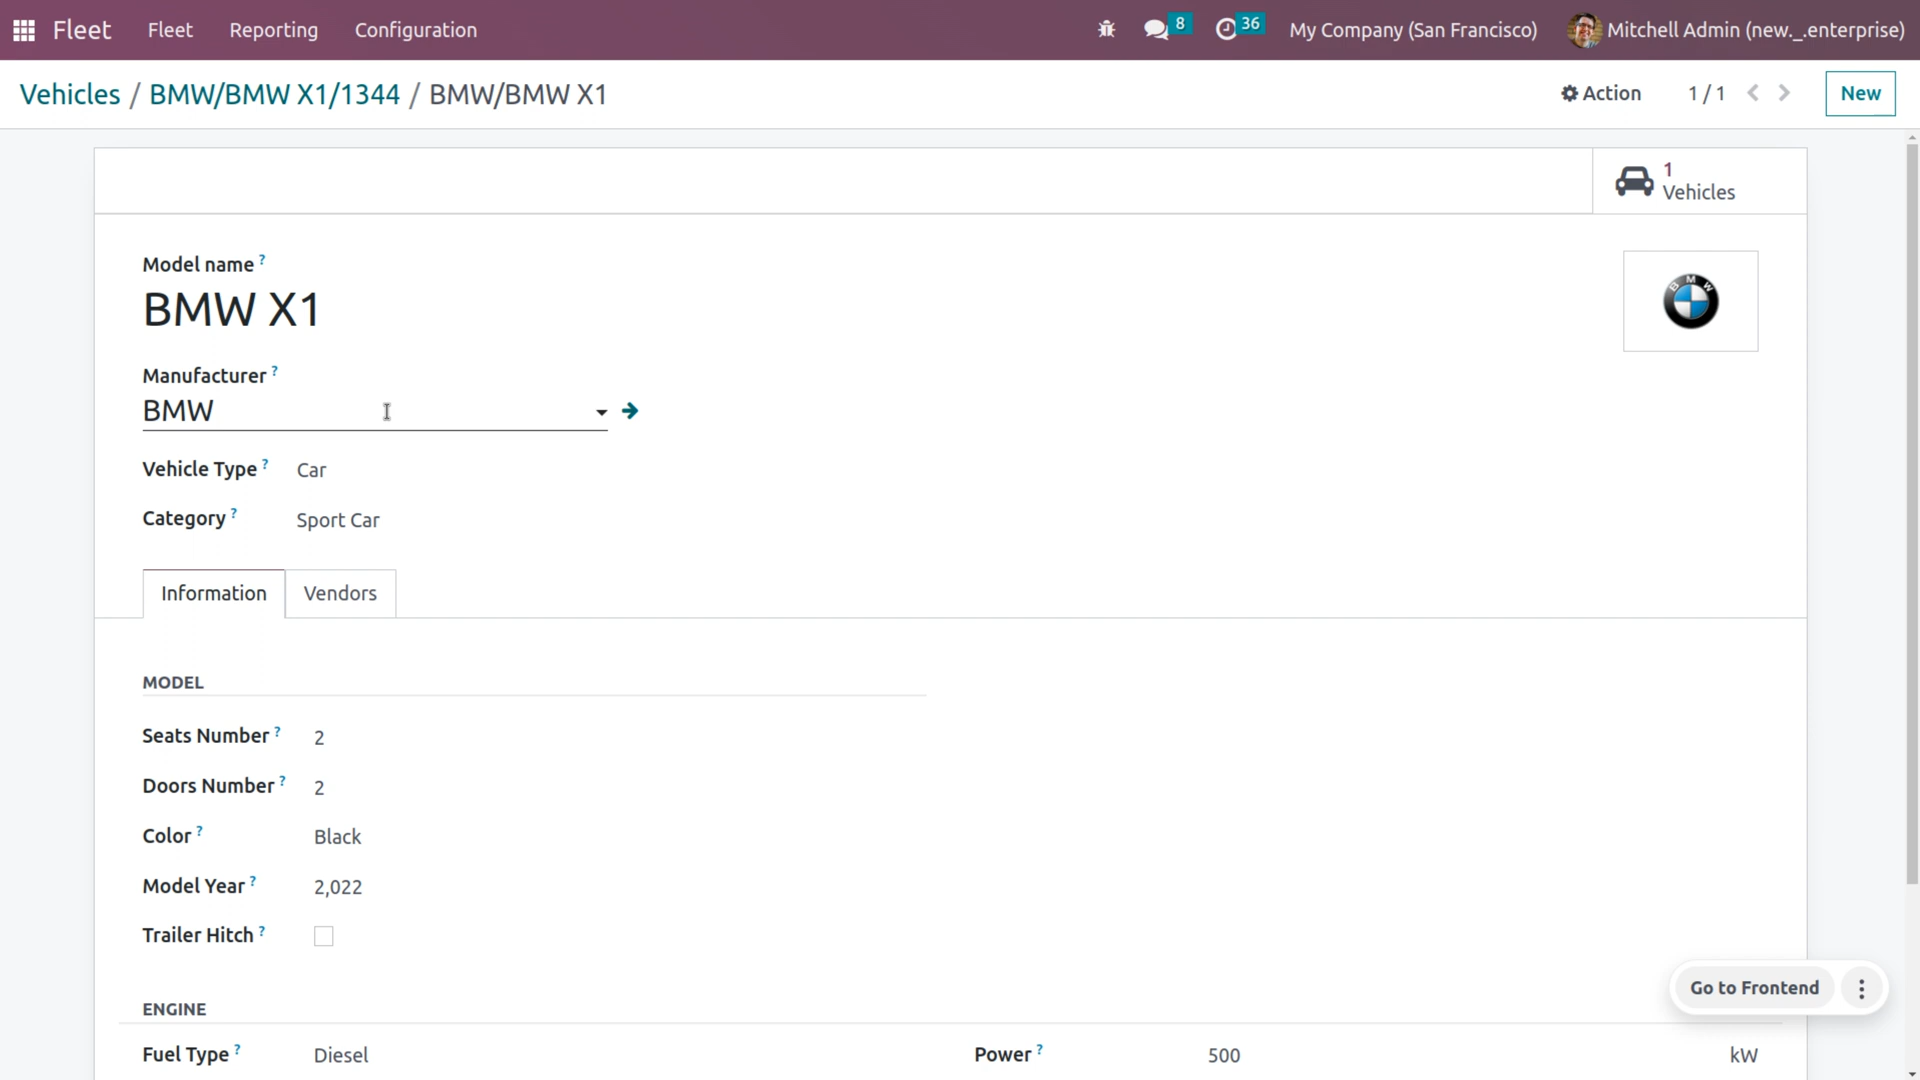 Fleet Fleet Reporting Configuration 8 36 My Company (San Francisco) Mitchell Admin (new._.enterprise)
Vehicles / BMW/BMW X1/1344 / BMW/BMW X1 Action 1 / 1 New
1
Vehicles
Model name ?
BMW X1
BMW
Manufacturer ?
BMW
Vehicle Type ? Car
Category ? Sport Car
Information Vendors
MODEL
Seats Number ? 2
Doors Number ? 2
Color ? Black
Model Year ? 2,022
Trailer Hitch ?
Go to Frontend
ENGINE
Fuel Type ? Diesel Power ? 500 kW